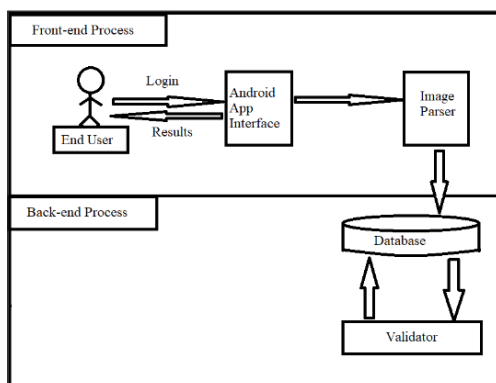 Front-end Process
Login
Results
End User
Android
App
Interface
Image
Parser
Back-end Process
Database
Validator